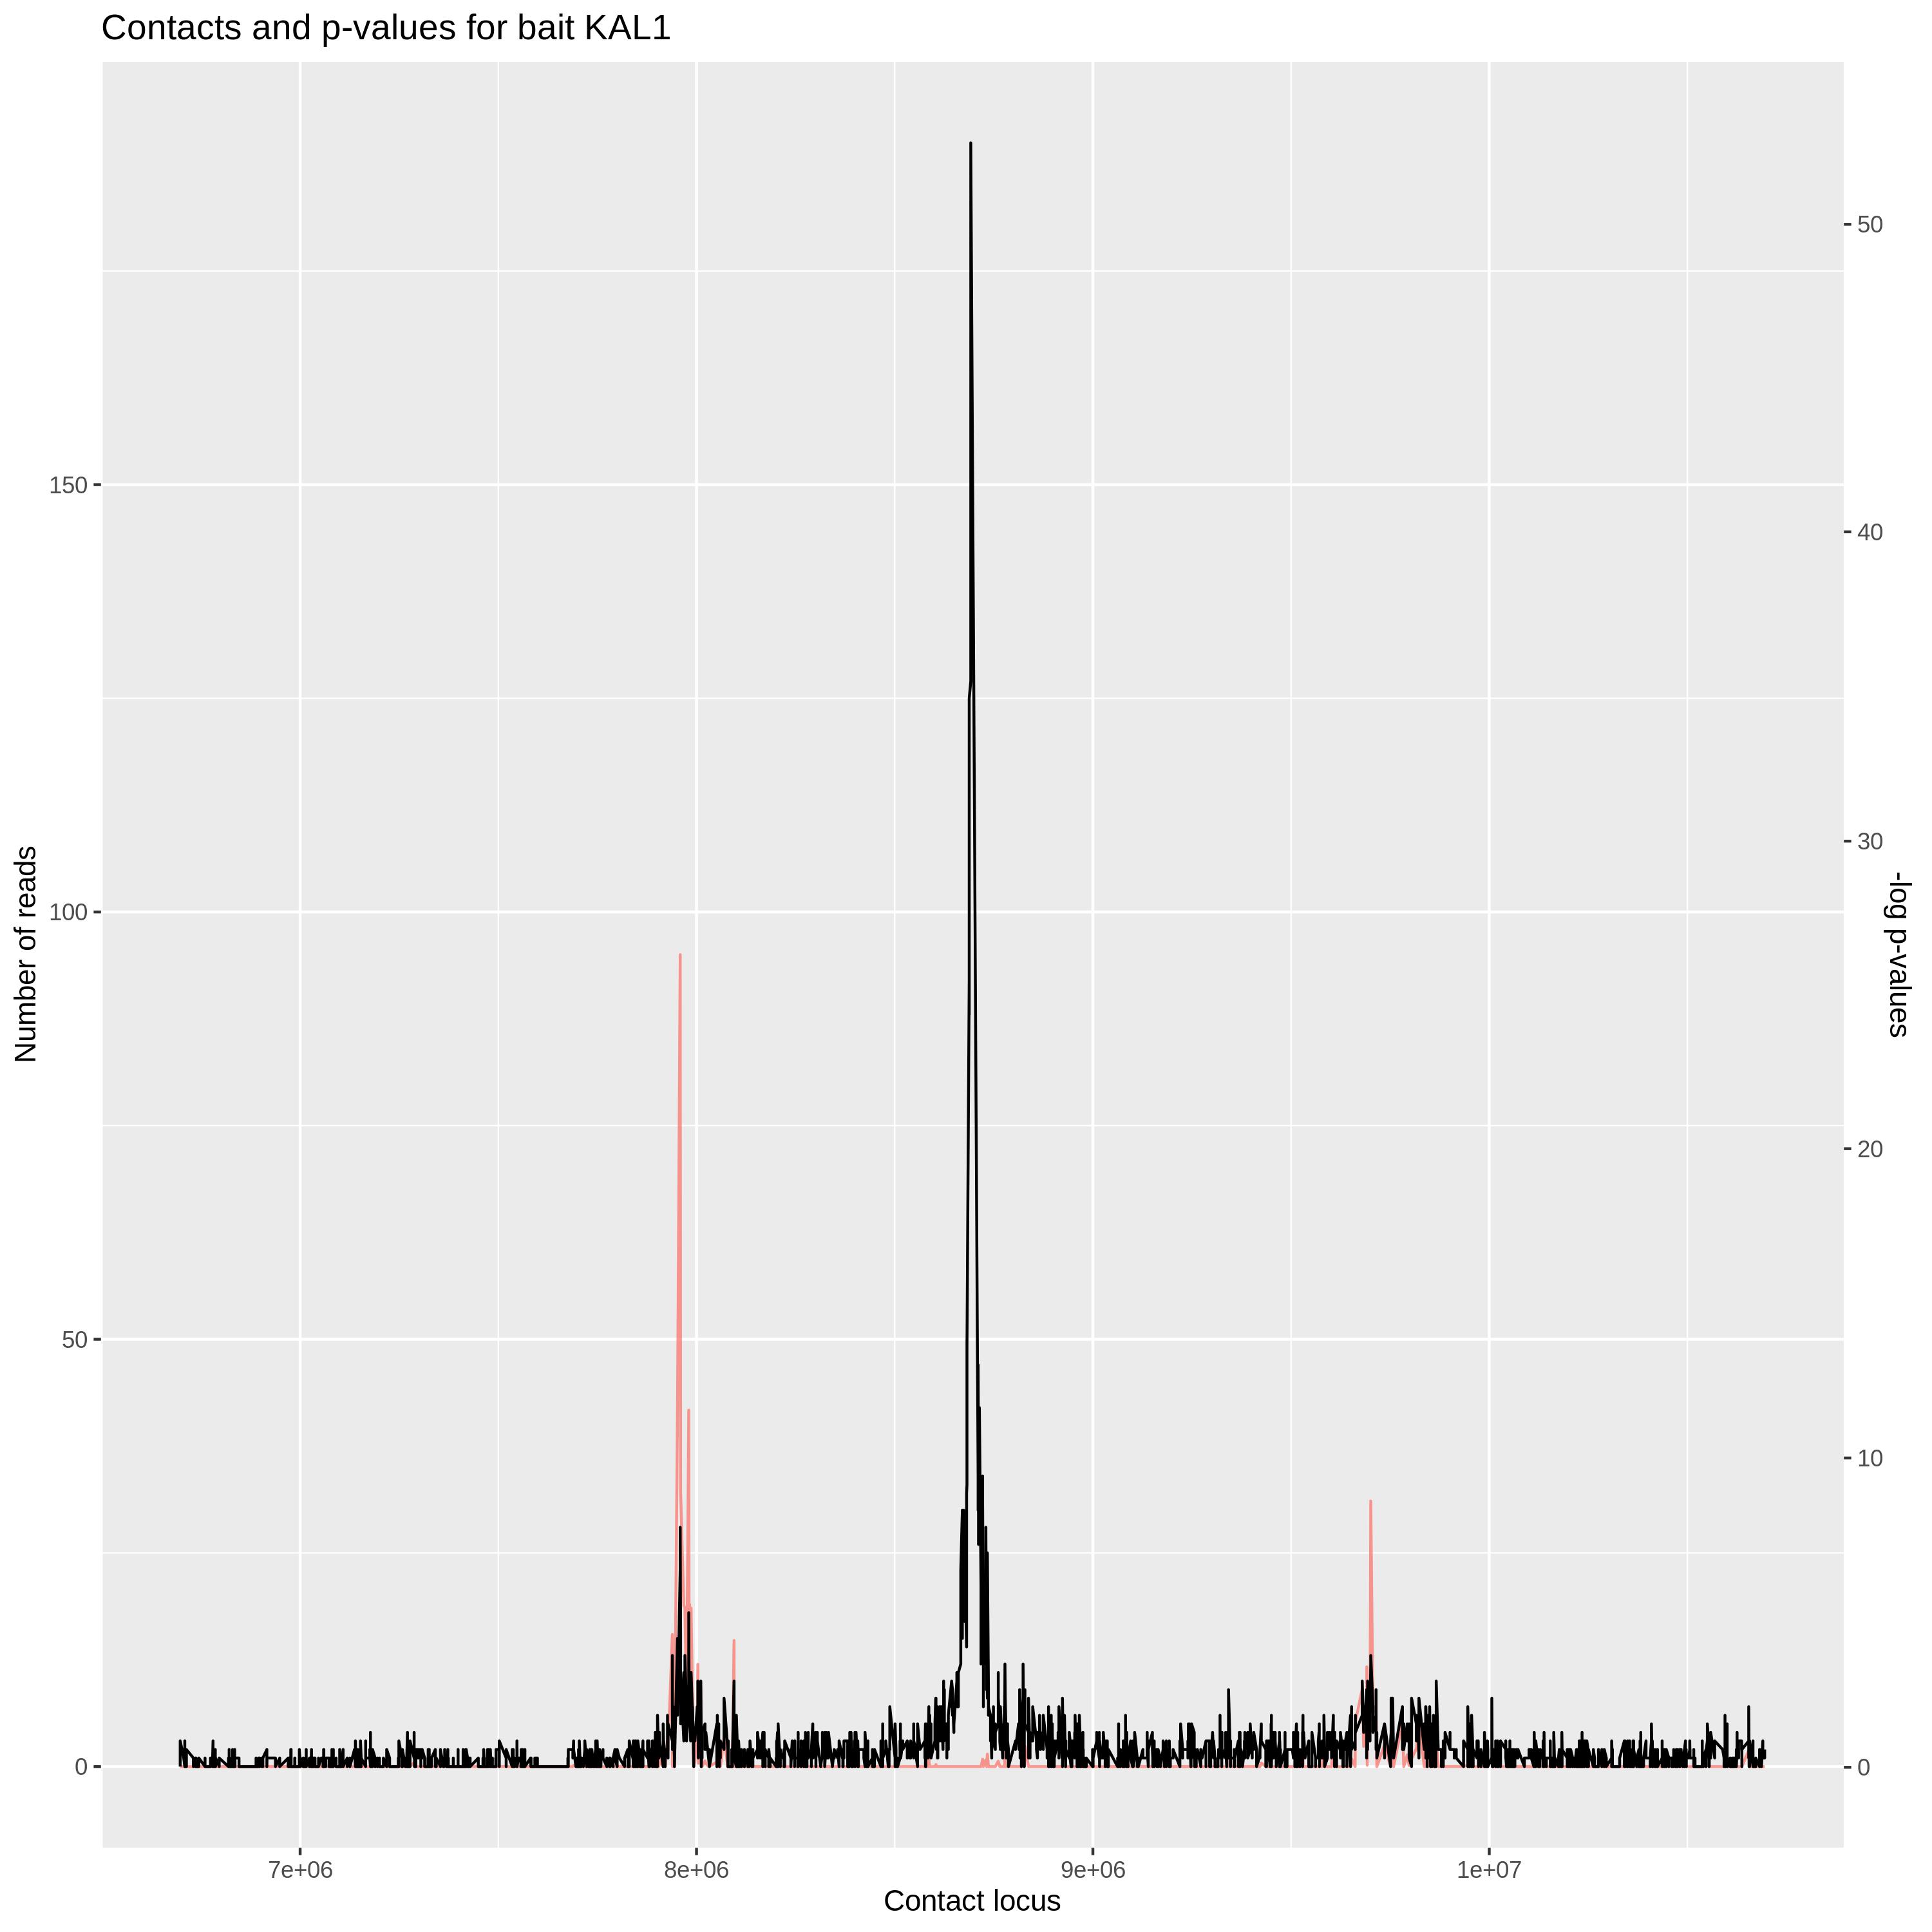 Contacts and p-values for bait KAL1
150
100
50
0
Number of reads
50
40
30
20
10
0
-log p-values
7e+06
8e+06
9e+06
1e+07
Contact locus